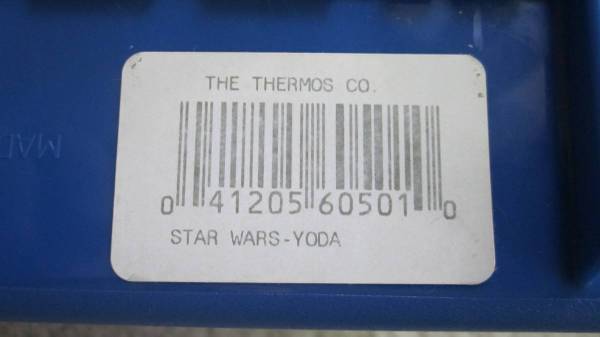 THE THERMOS CO.
0 41205 60501 0
STAR WARS-YODA